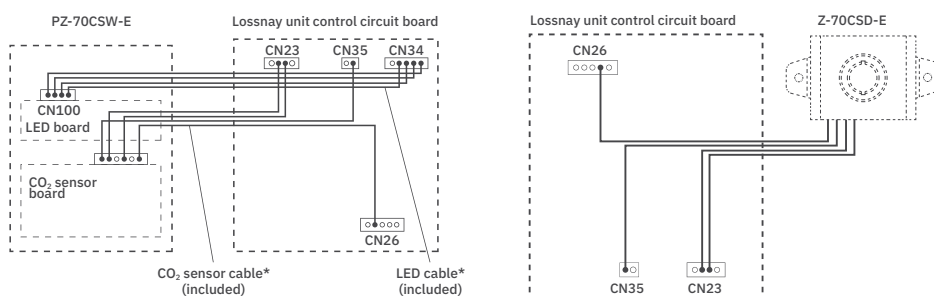 PZ-70CSW-E
Lossnay unit control circuit board
CN23
CN35
CN34
CN100
LED board
CO₂ sensor
board
CN26
CO₂ sensor cable*
(included)
LED cable*
(included)
Lossnay unit control circuit board
Z-70CSD-E
CN26
CN35
CN23